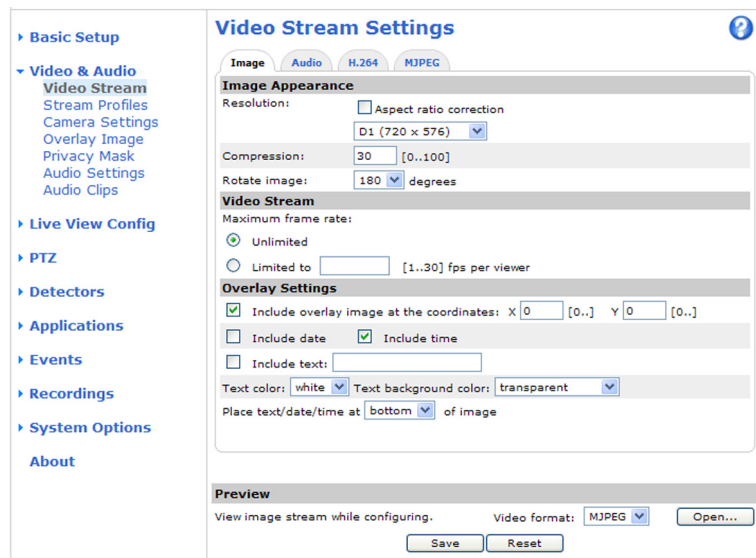 Basic Setup
Video & Audio
Video Stream
Stream Profiles
Camera Settings
Overlay Image
Privacy Mask
Audio Settings
Audio Clips
Live View Config
PTZ
Detectors
Applications
Events
Recordings
System Options
About
Video Stream Settings
?
Image Audio H.264 MJPEG
Image Appearance
Resolution: Aspect ratio correction
D1 (720 x 576)
Compression: 30 [0..100]
Rotate image: 180 degrees
Video Stream
Maximum frame rate:
Unlimited
Limited to [1..30] fps per viewer
Overlay Settings
Include overlay image at the coordinates: X 0 [0..] Y 0 [0..]
Include date Include time
Include text:
Text color: white Text background color: transparent
Place text/date/time at bottom of image
Preview
View image stream while configuring. Video format: MJPEG Open...
Save Reset